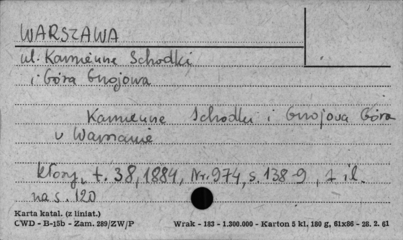 WARSZAWA
ul. Kamienne Schodki
i Góra Gnojowa
Kamienne Schodki i Gnojowa Góra
w Warszawie
Kłosy, t. 38, 1884, Nr. 974, s. 138-9, 1 il.
na s. 120
Karta katal. (z liniat.)
CWD - B-15b - Zam. 289/ZW/P Wrak - 183 - 1.300.000 - Karton 5 kl, 180 g, 61x86 - 28. 2. 61